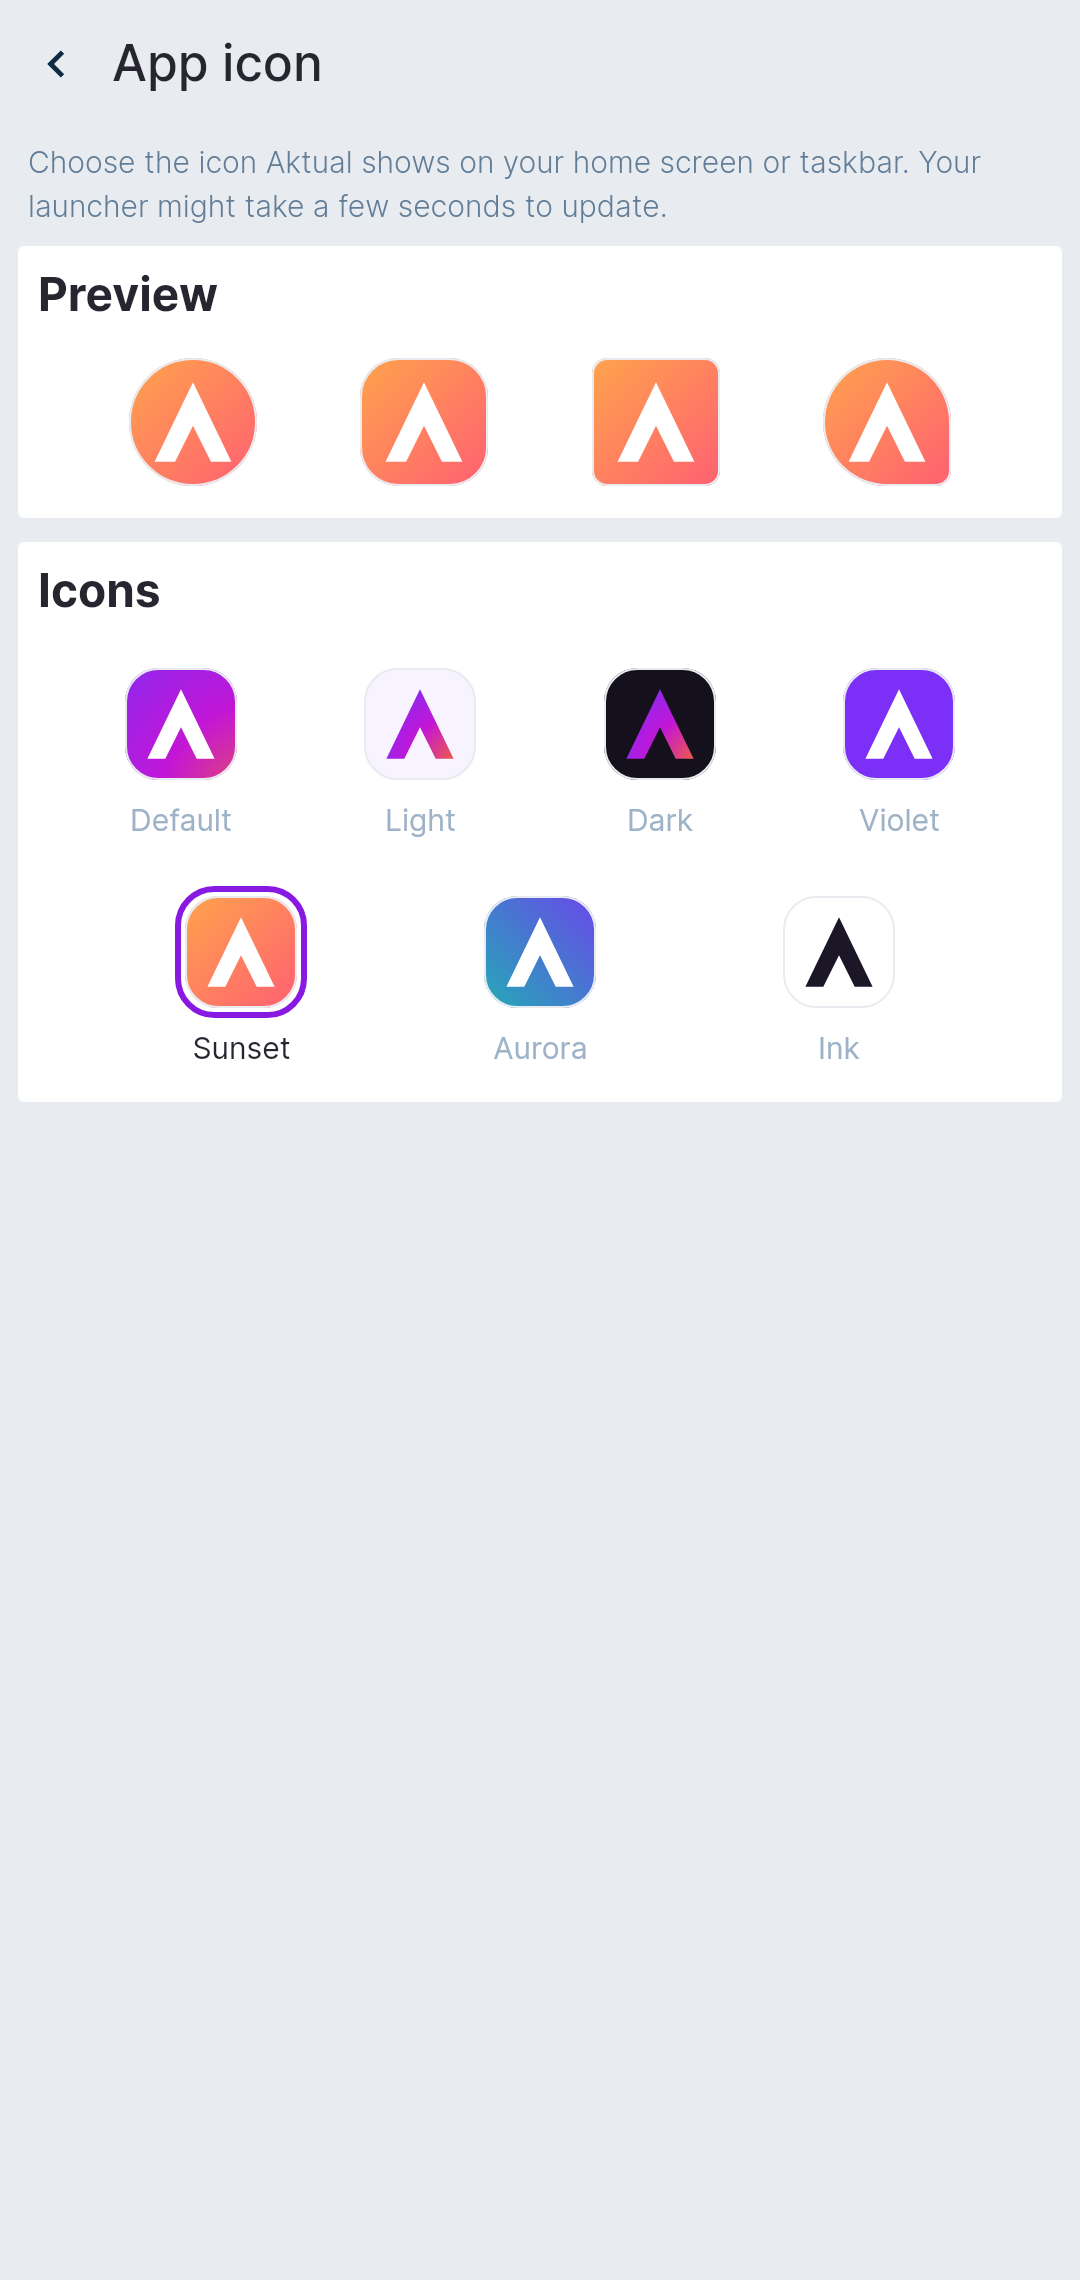 App icon
Choose the icon Aktual shows on your home screen or taskbar. Your
launcher might take a few seconds to update.
Preview
Icons
Default
Light
Dark
Violet
Sunset
Aurora
Ink